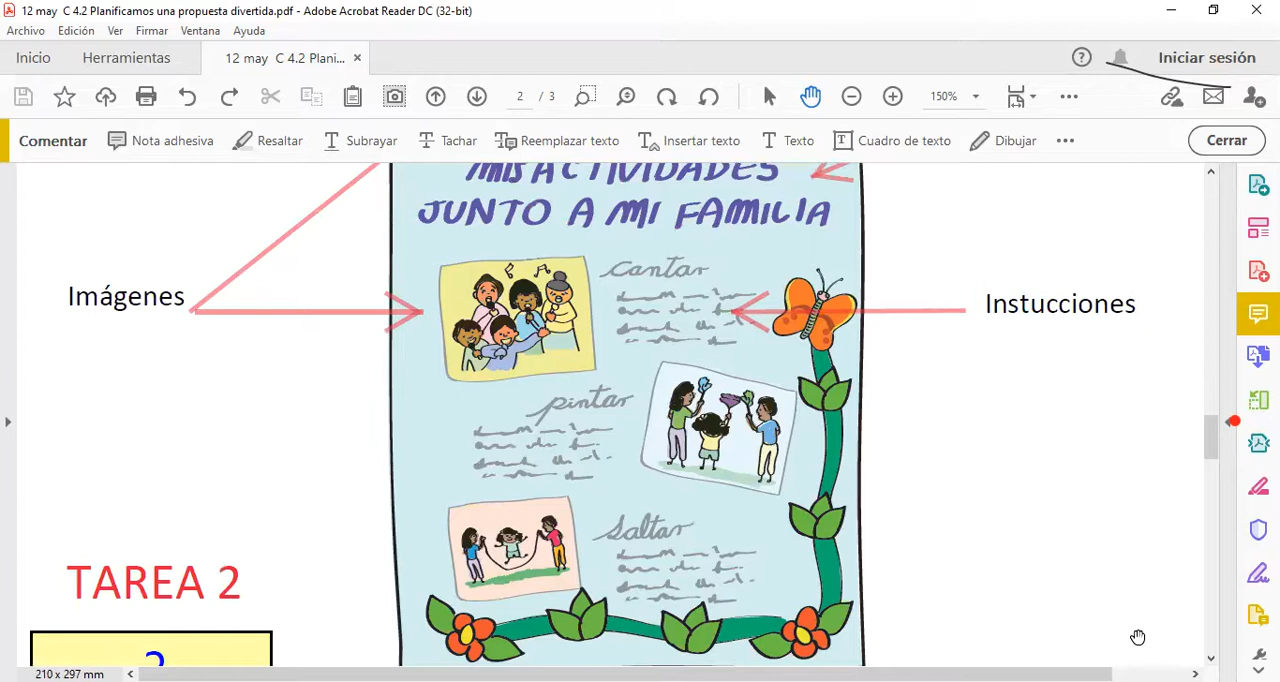 12 may C 4.2 Planificamos una propuesta divertida.pdf - Adobe Acrobat Reader DC (32-bit)
Archivo Edición Ver Firmar Ventana Ayuda
Inicio Herramientas 12 may C 4.2 Plani... × Iniciar sesión
2 / 3 150%
Comentar Nota adhesiva Resaltar Subrayar Tachar Reemplazar texto Insertar texto Texto Cuadro de texto Dibujar Cerrar
MIS ACTIVIDADES
JUNTO A MI FAMILIA
cantar
Imágenes
Instucciones
pintar
saltar
TAREA 2
2
210 x 297 mm